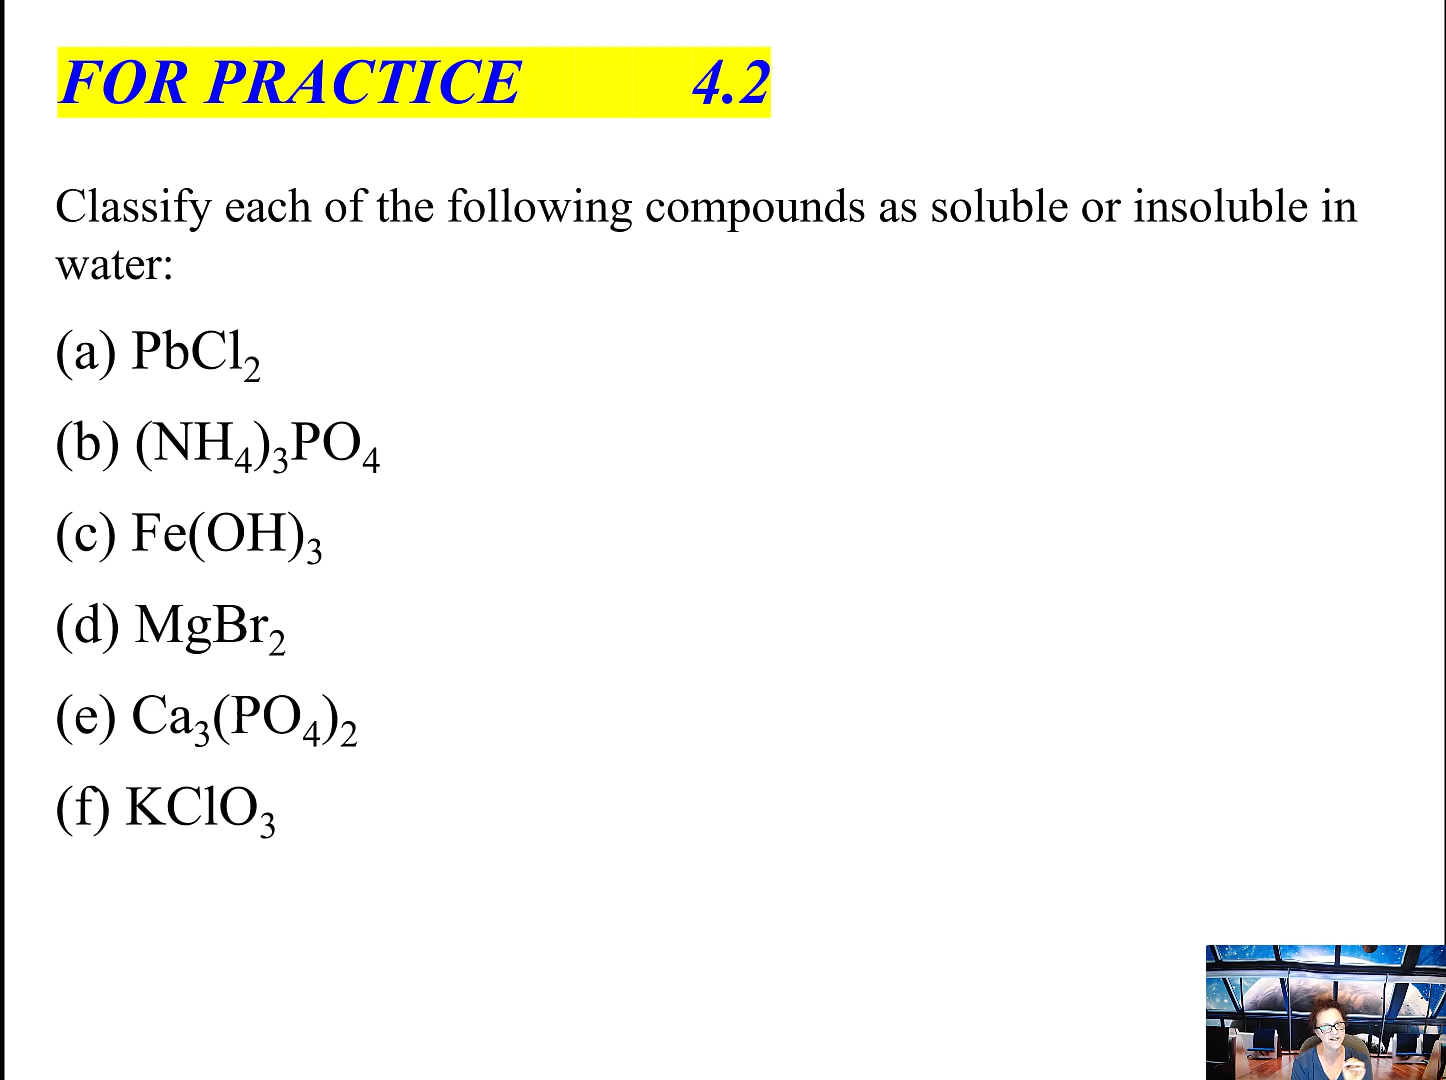 FOR PRACTICE 4.2
Classify each of the following compounds as soluble or insoluble in
water:
(a) PbCl₂
(b) (NH₄)₃PO₄
(c) Fe(OH)₃
(d) MgBr₂
(e) Ca₃(PO₄)₂
(f) KClO₃